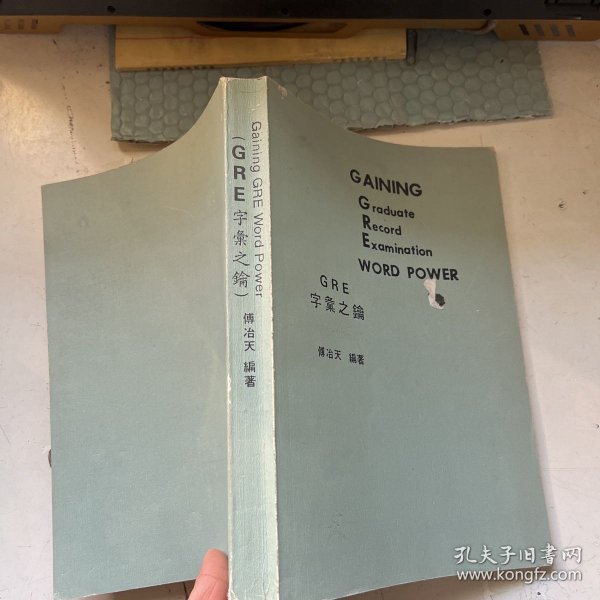 Gaining GRE Word Power
（GRE字彙之鑰）
傅冶天 編著
GAINING
Graduate
Record
Examination
WORD POWER
GRE
字彙之鑰
傅冶天 編著
孔夫子旧书网
www.kongfz.com